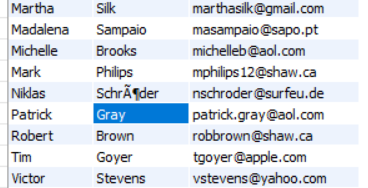 Martha Silk marthasilk@gmail.com
Madalena Sampaio masampaio@sapo.pt
Michelle Brooks michelleb@aol.com
Mark Philips mphilips12@shaw.ca
Niklas SchrÃ¶der nschroder@surfeu.de
Patrick Gray patrick.gray@aol.com
Robert Brown robbrown@shaw.ca
Tim Goyer tgoyer@apple.com
Victor Stevens vstevens@yahoo.com